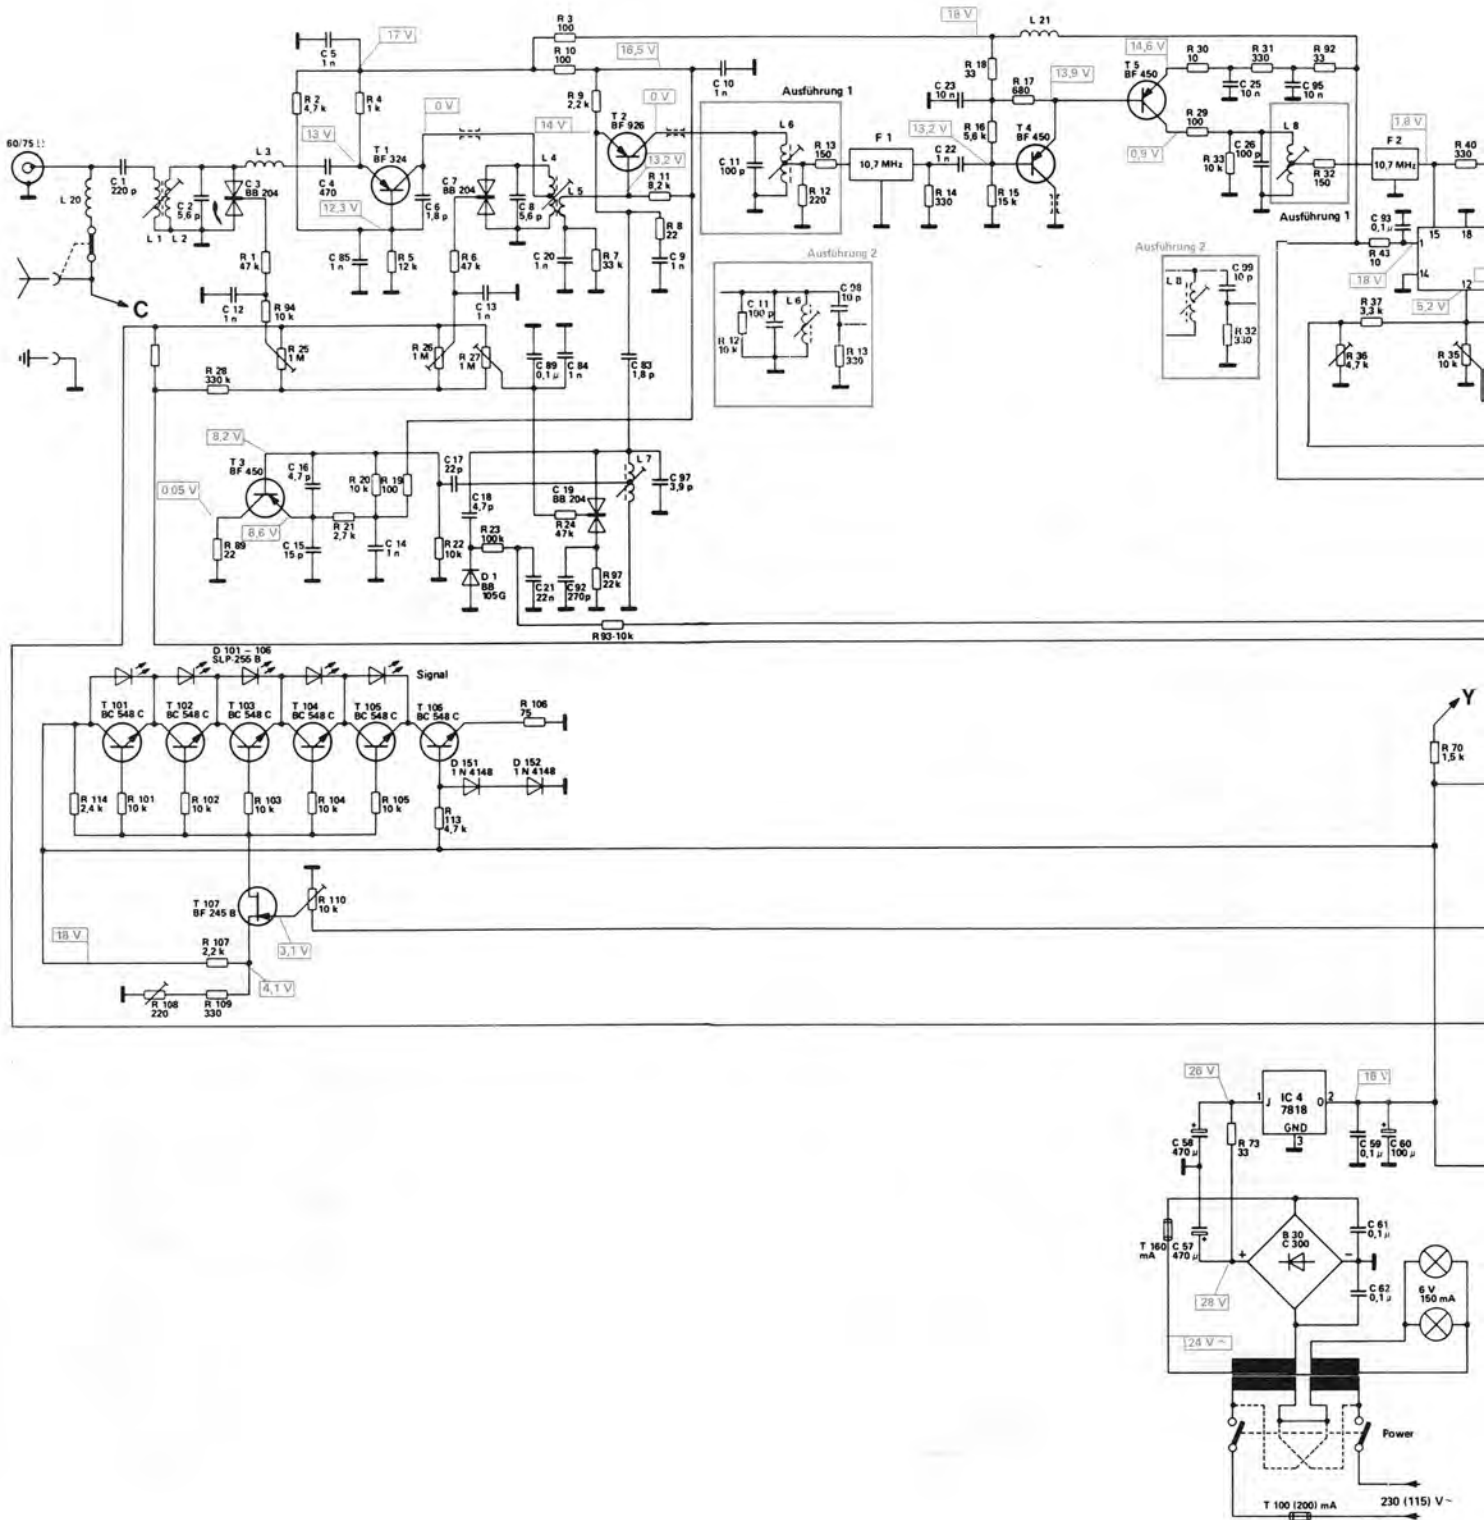 60/75 Ω
C 1
220 p
L 20
L 1
L 2
C 2
5,6 p
C 3
BB 204
L 3
C 4
470
C 5
1 n
17 V
R 2
4,7 k
R 4
1 k
13 V
0 V
T 1
BF 324
12,3 V
C 6
1,8 p
C 7
BB 204
C 8
5,6 p
L 4
L 5
R 3
100
R 10
100
R 9
2,2 k
16,5 V
14 V
T 2
BF 926
0 V
13,2 V
R 11
8,2 k
C 10
1 n
R 8
22
C 9
1 n
R 7
33 k
C 20
1 n
R 6
47 k
R 5
12 k
C 85
1 n
R 1
47 k
C 12
1 n
R 94
10 k
C
C 13
1 n
R 25
1 M
R 26
1 M
R 27
1 M
R 28
330 k
C 89
0,1 µ
C 84
1 n
C 83
1,8 p
Ausführung 1
L 6
C 11
100 p
R 13
150
R 12
220
F 1
10,7 MHz
R 14
330
C 22
1 n
13,2 V
C 23
10 n
18 V
R 18
33
L 21
R 17
680
R 16
5,6 k
R 15
15 k
13,9 V
T 4
BF 450
14,6 V
T 5
BF 450
R 30
10
R 31
330
R 92
33
C 25
10 n
C 95
10 n
R 29
100
0,9 V
R 33
10 k
C 26
100 p
L 8
R 32
150
Ausführung 1
F 2
10,7 MHz
1,8 V
R 40
330
C 93
0,1 µ
R 43
10
1
15
18
14
12
18 V
5,2 V
R 37
3,3 k
R 36
4,7 k
R 35
10 k
Ausführung 2
C 11
100 p
L 6
C 98
10 p
R 12
10 k
R 13
330
Ausführung 2
L 8
C 99
10 p
R 32
330
8,2 V
T 3
BF 450
0,05 V
8,6 V
R 89
22
C 16
4,7 p
C 15
15 p
R 20
10 k
R 19
100
R 21
2,7 k
C 14
1 n
C 17
22 p
C 18
4,7 p
R 22
10 k
R 23
100 k
D 1
BB
105 G
C 19
BB 204
R 24
47 k
C 21
22 n
C 92
270 p
R 97
22 k
L 7
C 97
3,9 p
R 93 10 k
D 101 – 106
SLP-256 B
Signal
T 101
BC 548 C
T 102
BC 548 C
T 103
BC 548 C
T 104
BC 548 C
T 105
BC 548 C
T 106
BC 548 C
R 106
75
D 151
1 N 4148
D 152
1 N 4148
R 114
2,4 k
R 101
10 k
R 102
10 k
R 103
10 k
R 104
10 k
R 105
10 k
R
113
4,7 k
T 107
BF 245 B
R 110
10 k
3,1 V
18 V
R 107
2,2 k
4,1 V
R 108
220
R 109
330
Y
R 70
1,5 k
26 V
1
J
IC 4
7818
O
2
GND
3
18 V
C 58
470 µ
R 73
33
C 59
0,1 µ
C 60
100 µ
T 160
mA
C 57
470 µ
B 30
C 300
C 61
0,1 µ
C 62
0,1 µ
28 V
24 V ~
6 V
150 mA
Power
T 100 (200) mA
230 (115) V ~